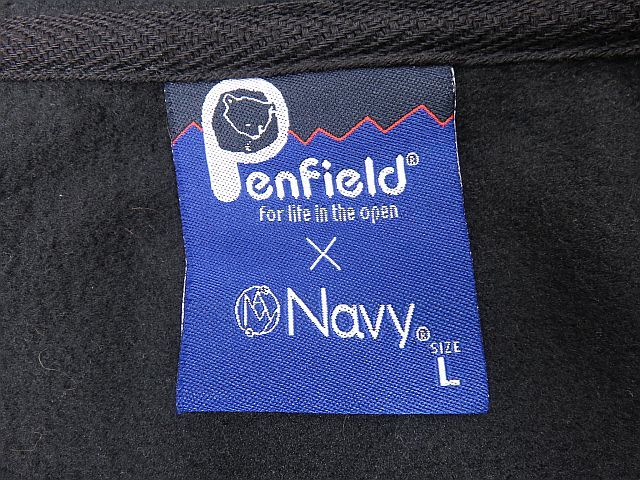 Penfield®
for life in the open
×
Navy®
SIZE
L